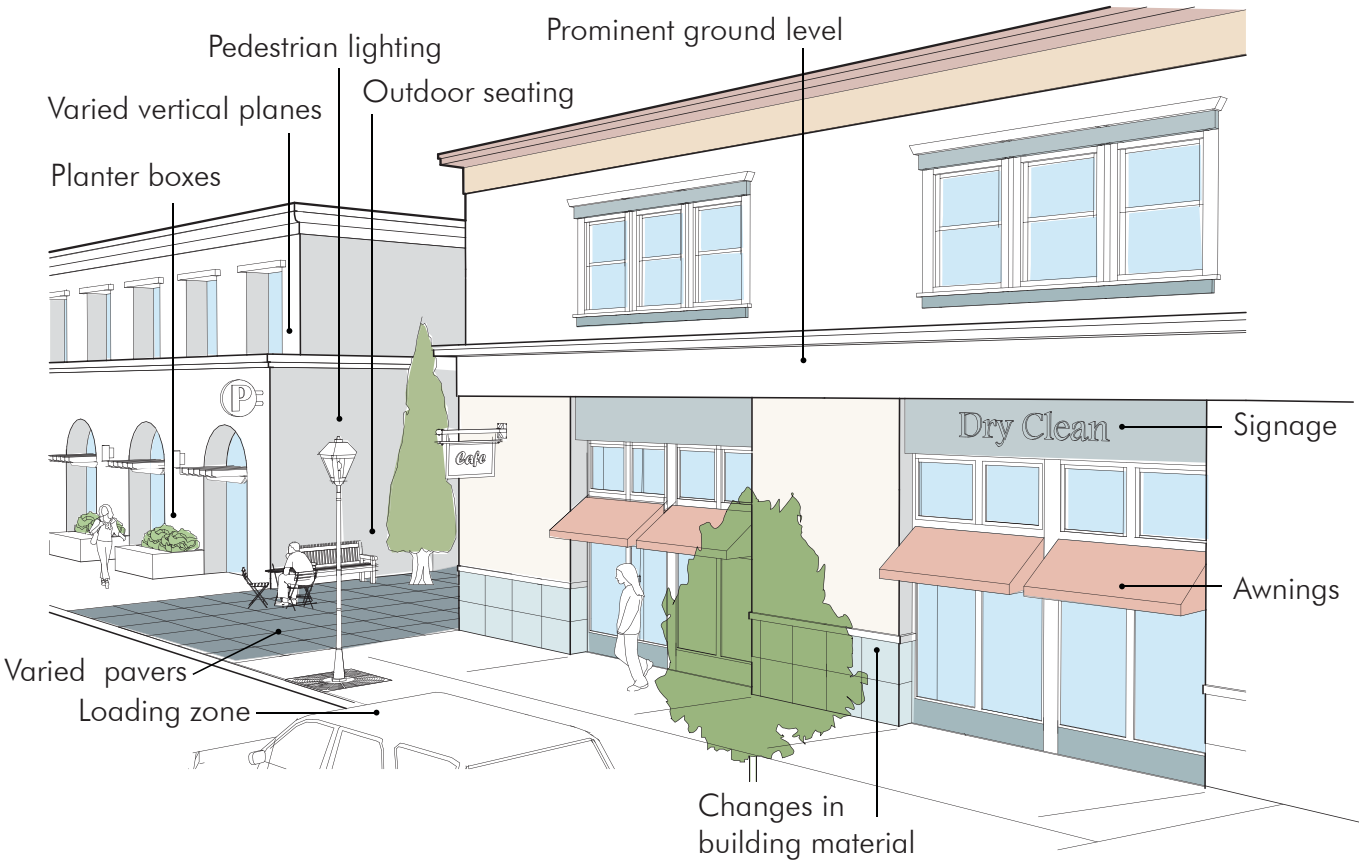 Prominent ground level
Pedestrian lighting
Outdoor seating
Varied vertical planes
Planter boxes
P
Dry Clean
Signage
Cafe
Awnings
Varied pavers
Loading zone
Changes in
building material